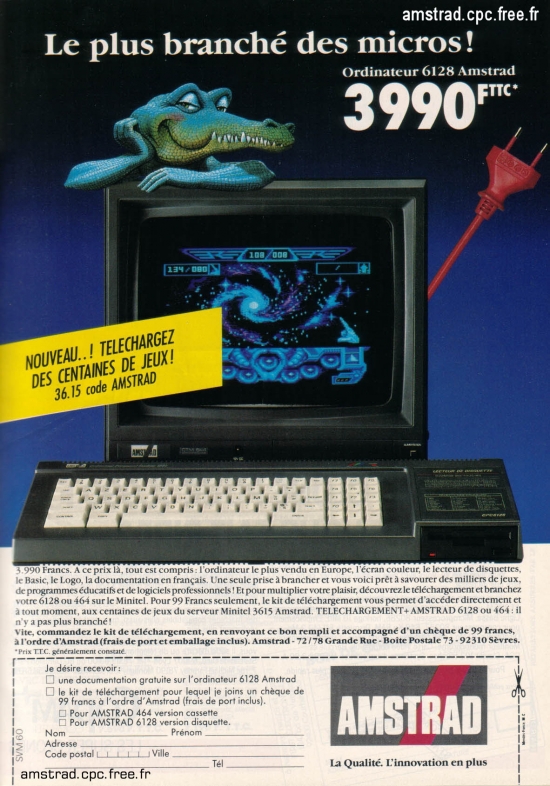 amstrad.cpc.free.fr
Le plus branché des micros!
Ordinateur 6128 Amstrad
3990FTTC*
108/008
134/080
NOUVEAU..! TELECHARGEZ
DES CENTAINES DE JEUX!
36.15 code AMSTRAD
AMSTRAD
LECTEUR DE DISQUETTE
3.990 Francs. A ce prix là, tout est compris : l'ordinateur le plus vendu en Europe, l'écran couleur, le lecteur de disquettes,
le Basic, le Logo, la documentation en français. Une seule prise à brancher et vous voici prêt à savourer des milliers de jeux,
de programmes éducatifs et de logiciels professionnels ! Et pour multiplier votre plaisir, découvrez le téléchargement et branchez
votre 6128 ou 464 sur le Minitel. Pour 99 Francs seulement, le kit de téléchargement vous permet d'accéder directement et
à tout moment, aux centaines de jeux du serveur Minitel 3615 Amstrad. TELECHARGEMENT+AMSTRAD 6128 ou 464 : il
n'y a pas plus branché!
Vite, commandez le kit de téléchargement, en renvoyant ce bon rempli et accompagné d'un chèque de 99 francs,
à l'ordre d'Amstrad (frais de port et emballage inclus). Amstrad - 72/78 Grande Rue - Boite Postale 73 - 92310 Sèvres.
*Prix T.T.C. généralement constaté.
Je désire recevoir :
une documentation gratuite sur l'ordinateur 6128 Amstrad
le kit de téléchargement pour lequel je joins un chèque de
99 francs (frais de port inclus).
Pour AMSTRAD 464 version cassette
Pour AMSTRAD 6128 version disquette.
Nom Prénom
Adresse
Code postal Ville
Tél
SVM 60
AMSTRAD
La Qualité. L'innovation en plus
amstrad.cpc.free.fr